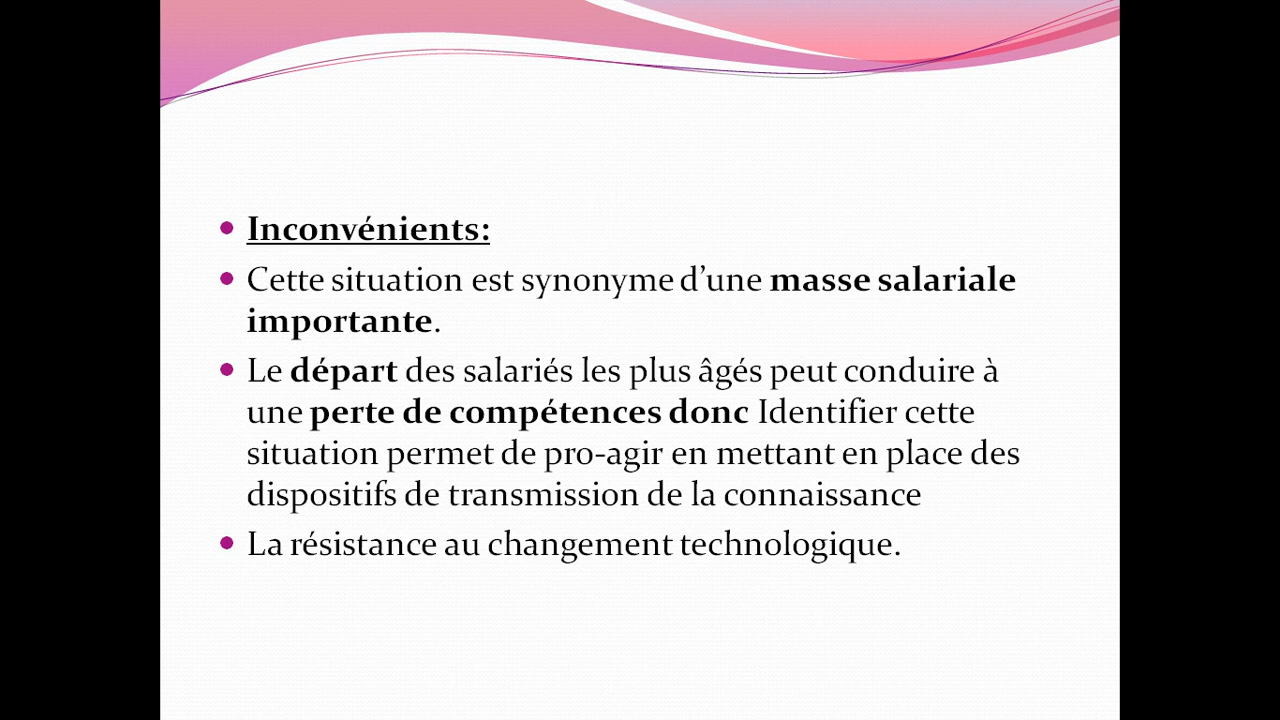 Inconvénients:
Cette situation est synonyme d’une masse salariale
importante.
Le départ des salariés les plus âgés peut conduire à
une perte de compétences donc Identifier cette
situation permet de pro-agir en mettant en place des
dispositifs de transmission de la connaissance
La résistance au changement technologique.